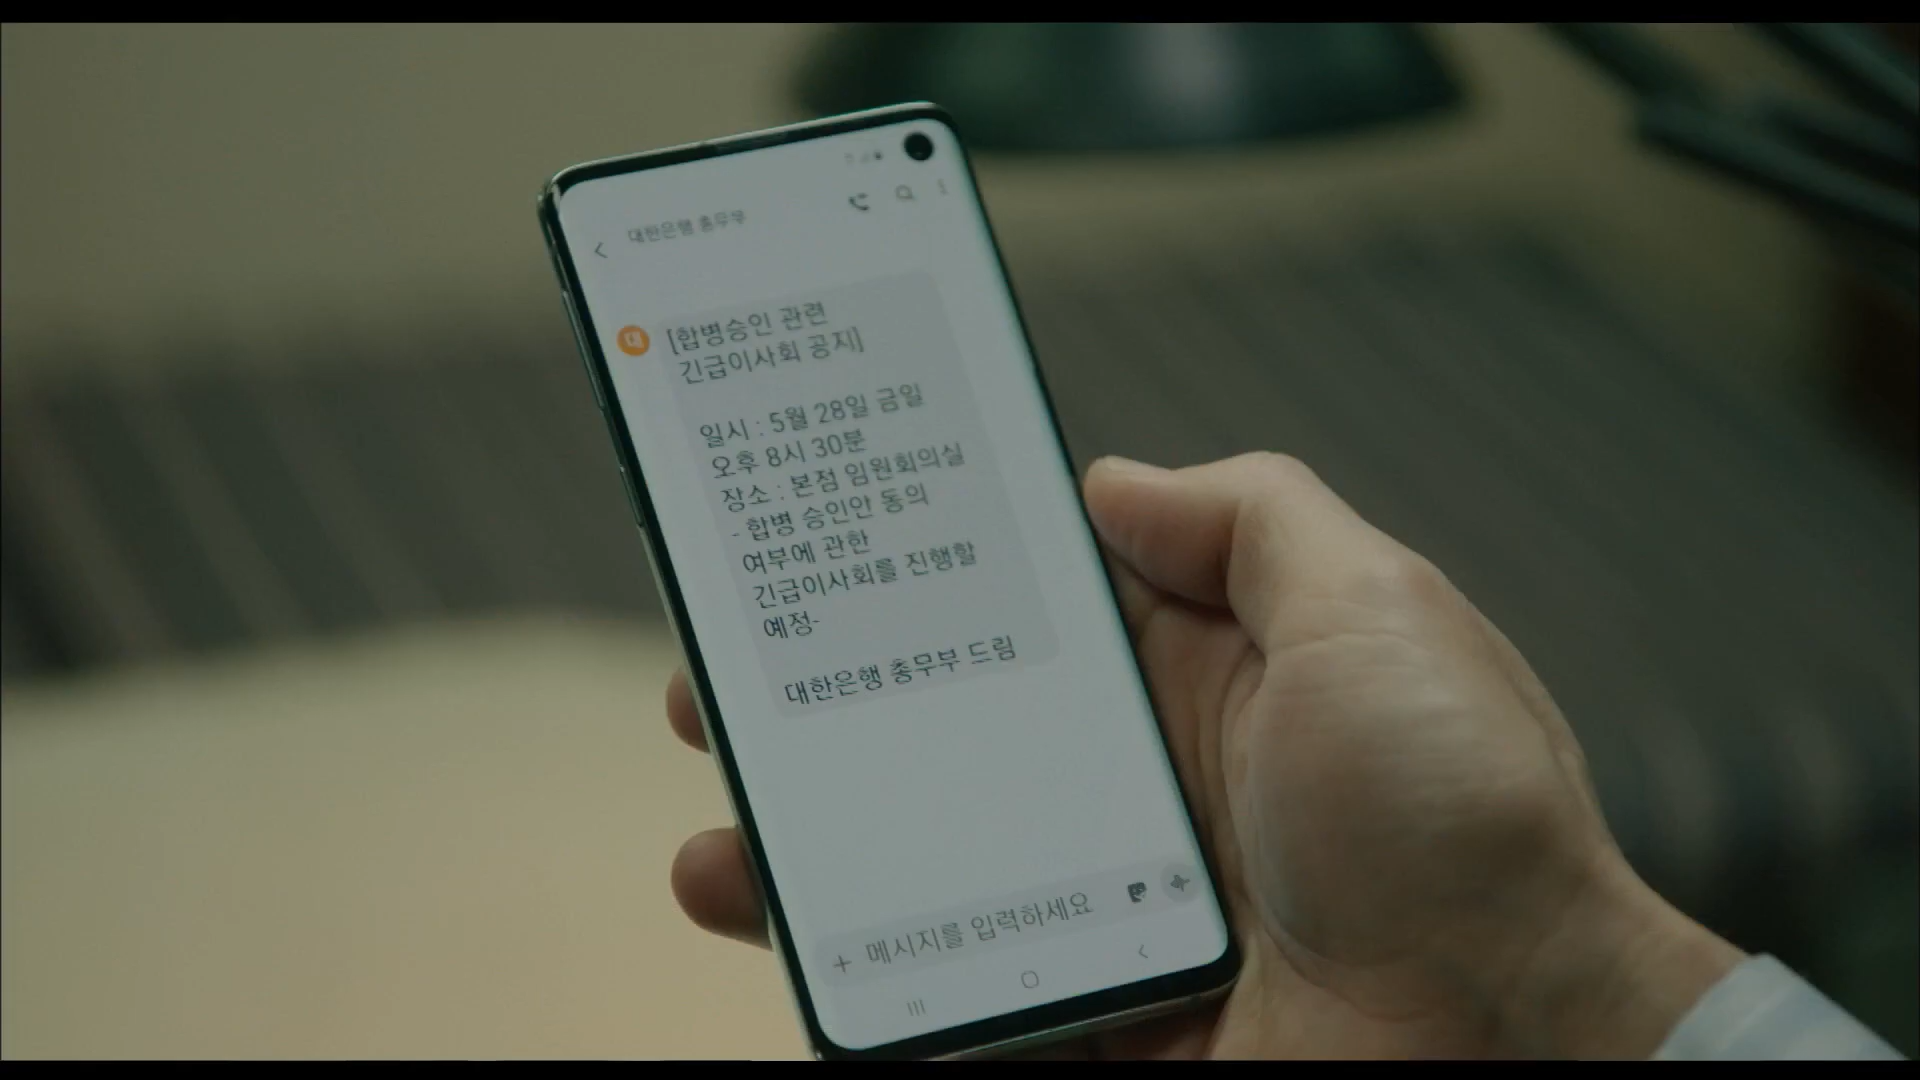 대한은행 총무부
대
[합병승인 관련
긴급이사회 공지]
일시 : 5월 28일 금일
오후 8시 30분
장소 : 본점 임원회의실
- 합병 승인안 동의
여부에 관한
긴급이사회를 진행할
예정-
대한은행 총무부 드림
메시지를 입력하세요